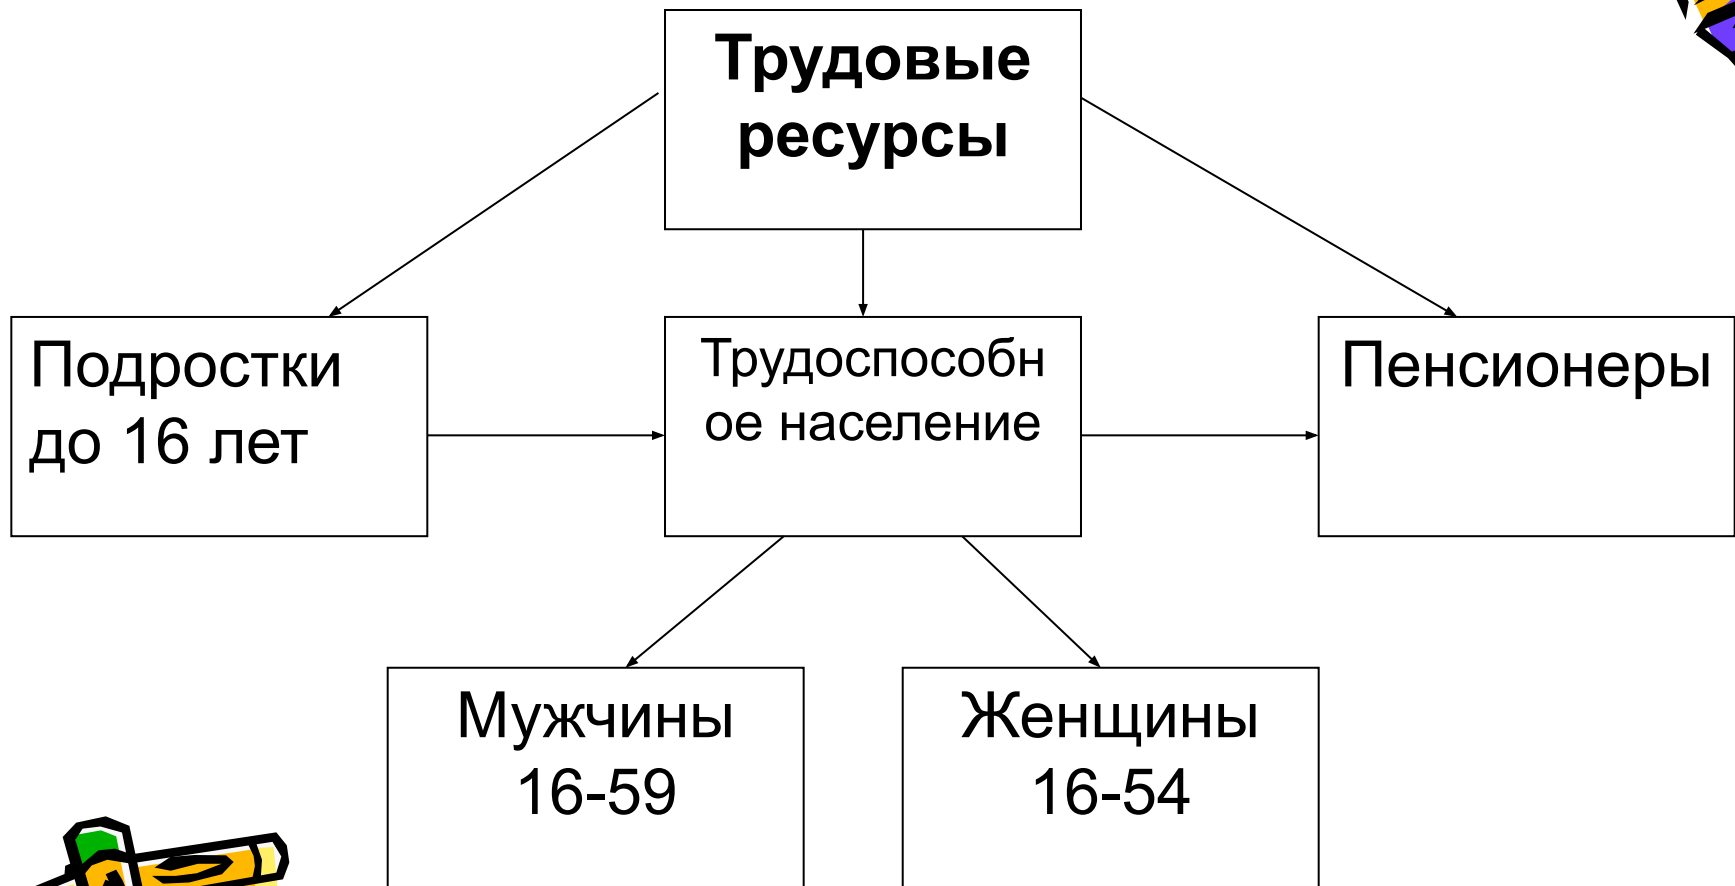 Трудовые
ресурсы
Подростки
до 16 лет
Трудоспособн
ое население
Пенсионеры
Мужчины
16-59
Женщины
16-54